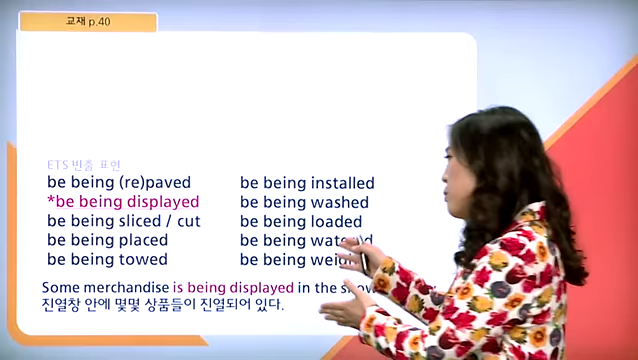 교재 p.40
ETS 빈출 표현
be being (re)paved
*be being displayed
be being sliced / cut
be being placed
be being towed
be being installed
be being washed
be being loaded
be being
be being
Some merchandise is being displayed in the
진열창 안에 몇몇 상품들이 진열되어 있다.